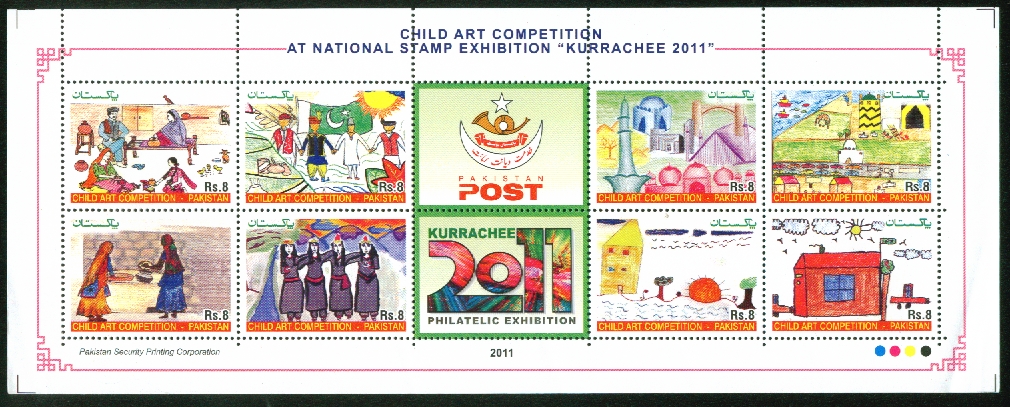 CHILD ART COMPETITION
AT NATIONAL STAMP EXHIBITION “KURRACHEE 2011”
پاکستان
Rs.8
CHILD ART COMPETITION - PAKISTAN
پاکستان
Rs.8
CHILD ART COMPETITION - PAKISTAN
PAKISTAN
POST
پاکستان
Rs.8
CHILD ART COMPETITION - PAKISTAN
پاکستان
Rs.8
CHILD ART COMPETITION - PAKISTAN
پاکستان
Rs.8
CHILD ART COMPETITION - PAKISTAN
پاکستان
Rs.8
CHILD ART COMPETITION - PAKISTAN
KURRACHEE
2011
PHILATELIC EXHIBITION
پاکستان
Rs.8
CHILD ART COMPETITION - PAKISTAN
پاکستان
Rs.8
CHILD ART COMPETITION - PAKISTAN
Pakistan Security Printing Corporation
2011